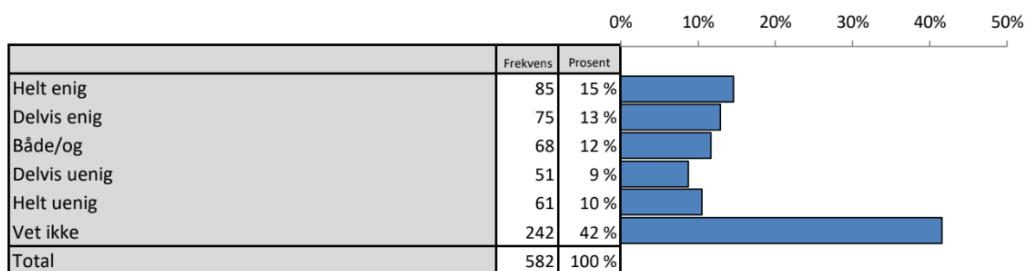 0% 10% 20% 30% 40% 50%
Frekvens Prosent
Helt enig 85 15 %
Delvis enig 75 13 %
Både/og 68 12 %
Delvis uenig 51 9 %
Helt uenig 61 10 %
Vet ikke 242 42 %
Total 582 100 %